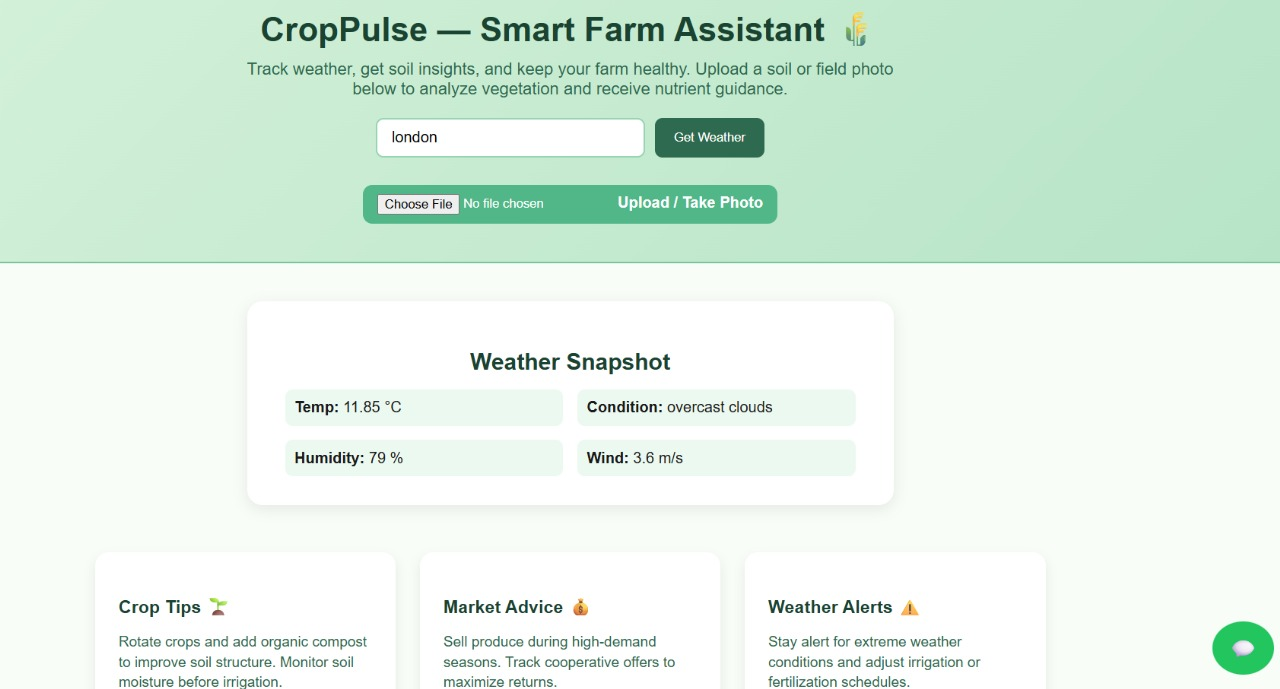 CropPulse — Smart Farm Assistant 🌾
Track weather, get soil insights, and keep your farm healthy. Upload a soil or field photo
below to analyze vegetation and receive nutrient guidance.
london
Get Weather
Choose File No file chosen
Upload / Take Photo
Weather Snapshot
Temp: 11.85 °C
Condition: overcast clouds
Humidity: 79 %
Wind: 3.6 m/s
Crop Tips 🌱
Rotate crops and add organic compost
to improve soil structure. Monitor soil
moisture before irrigation.
Market Advice 💰
Sell produce during high-demand
seasons. Track cooperative offers to
maximize returns.
Weather Alerts ⚠️
Stay alert for extreme weather
conditions and adjust irrigation or
fertilization schedules.